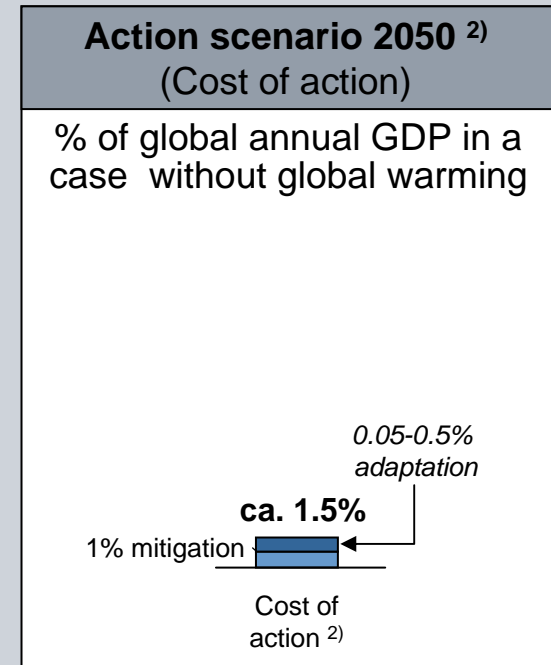 Action scenario 2050 2)
(Cost of action)
% of global annual GDP in a
case without global warming
0.05-0.5%
adaptation
ca. 1.5%
1% mitigation
Cost of
action 2)